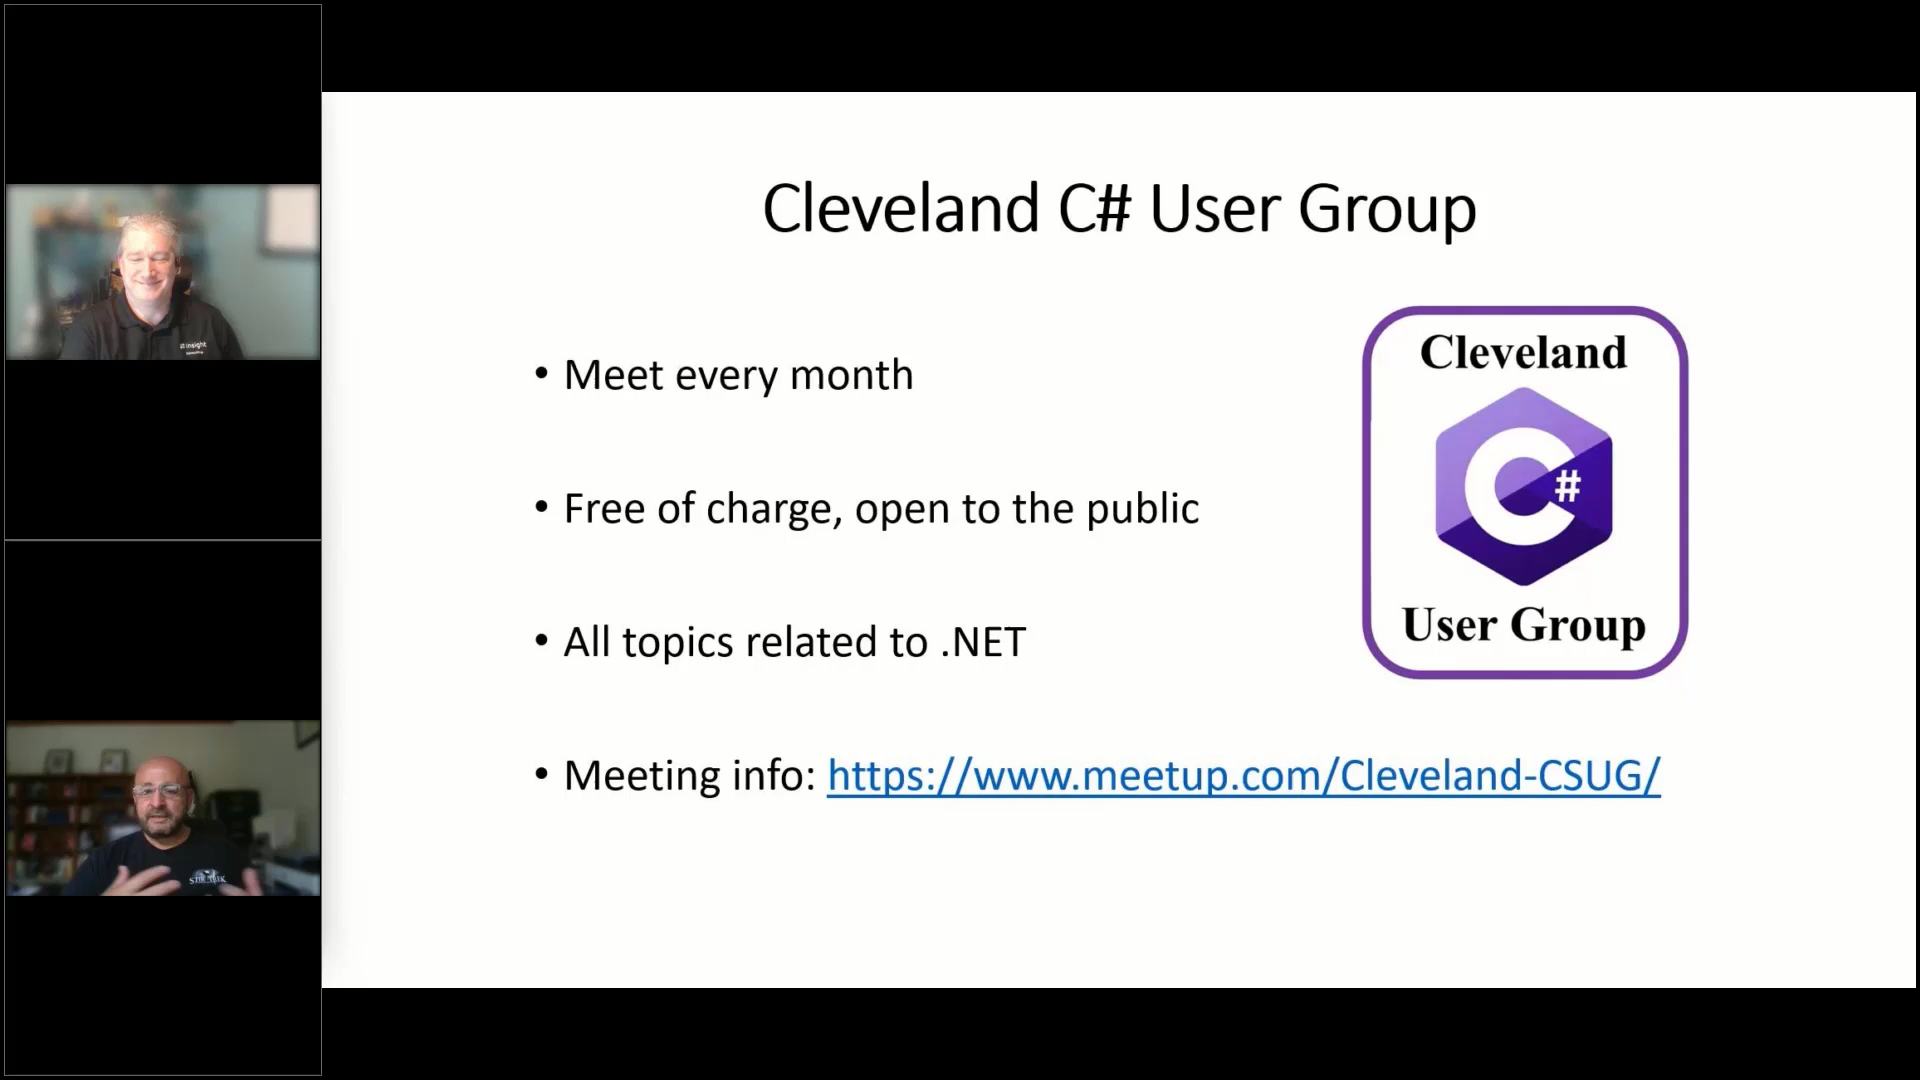 Cleveland C# User Group
• Meet every month
• Free of charge, open to the public
• All topics related to .NET
• Meeting info: https://www.meetup.com/Cleveland-CSUG/
Cleveland
C#
User Group
insight